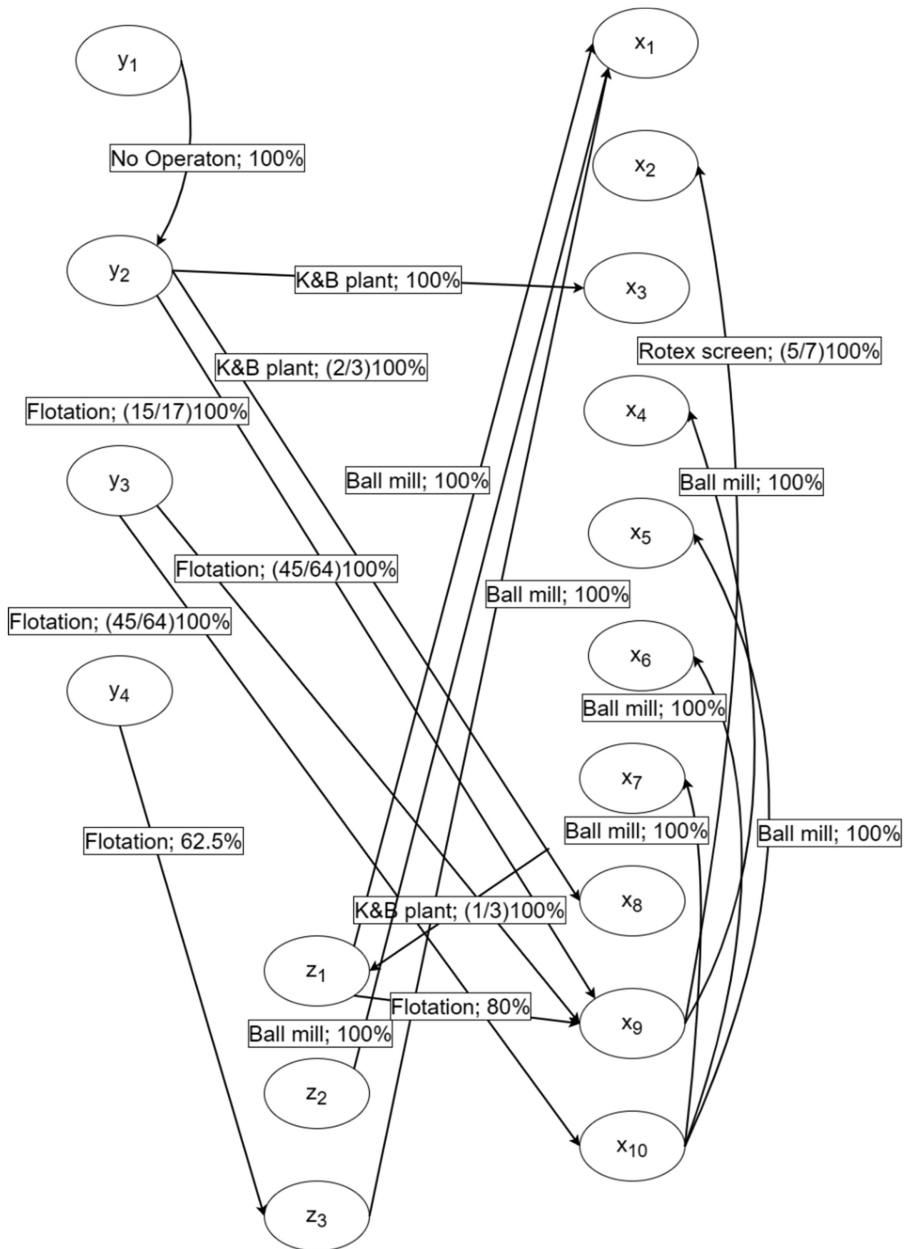 x1
y1
No Operaton; 100%
x2
y2
K&B plant; 100%
x3
Rotex screen; (5/7)100%
K&B plant; (2/3)100%
Flotation; (15/17)100%
x4
y3
Ball mill; 100%
Ball mill; 100%
x5
Flotation; (45/64)100%
Ball mill; 100%
Flotation; (45/64)100%
x6
y4
Ball mill; 100%
x7
Ball mill; 100%
Ball mill; 100%
Flotation; 62.5%
x8
K&B plant; (1/3)100%
z1
Flotation; 80%
x9
Ball mill; 100%
z2
x10
z3